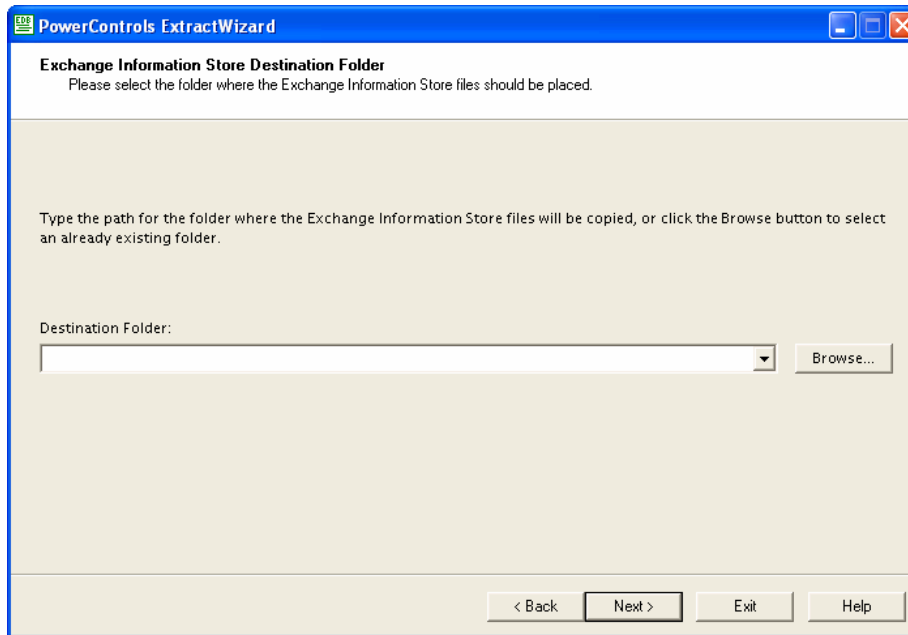 EDB PowerControls ExtractWizard
Exchange Information Store Destination Folder
Please select the folder where the Exchange Information Store files should be placed.
Type the path for the folder where the Exchange Information Store files will be copied, or click the Browse button to select
an already existing folder.
Destination Folder:
Browse...
< Back Next > Exit Help